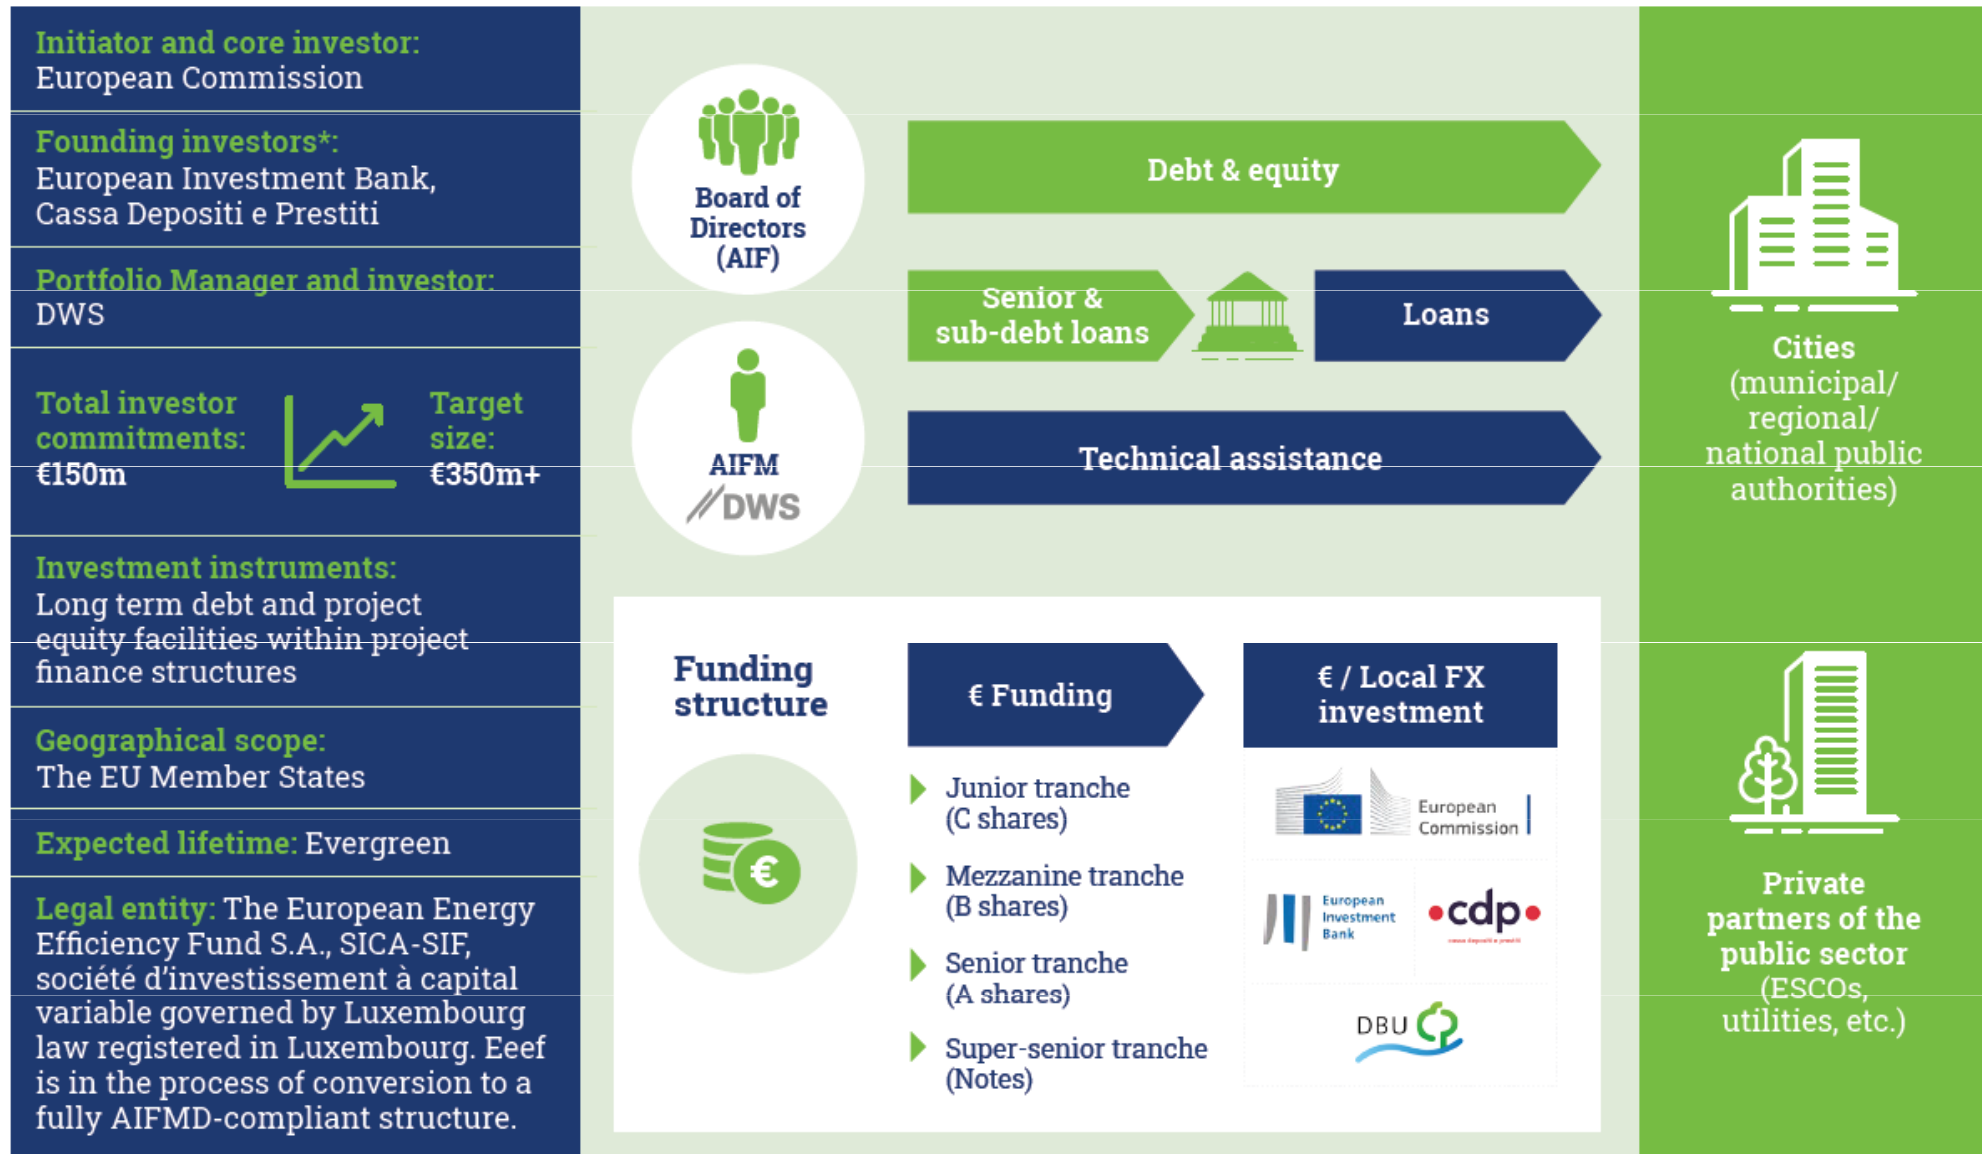 Initiator and core investor:
European Commission
Founding investors*:
European Investment Bank,
Cassa Depositi e Prestiti
Portfolio Manager and investor:
DWS
Total investor
commitments:
€150m
Target
size:
€350m+
Investment instruments:
Long term debt and project
equity facilities within project
finance structures
Geographical scope:
The EU Member States
Expected lifetime: Evergreen
Legal entity: The European Energy
Efficiency Fund S.A., SICA-SIF,
société d'investissement à capital
variable governed by Luxembourg
law registered in Luxembourg. Eeef
is in the process of conversion to a
fully AIFMD-compliant structure.
Board of
Directors
(AIF)
AIFM
DWS
Debt & equity
Senior &
sub-debt loans
Loans
Technical assistance
Funding
structure
€
€ Funding
Junior tranche
(C shares)
Mezzanine tranche
(B shares)
Senior tranche
(A shares)
Super-senior tranche
(Notes)
€ / Local FX
investment
European
Commission
European
Investment
Bank
cdp
cassa depositi e prestiti
DBU
Cities
(municipal/
regional/
national public
authorities)
Private
partners of the
public sector
(ESCOs,
utilities, etc.)